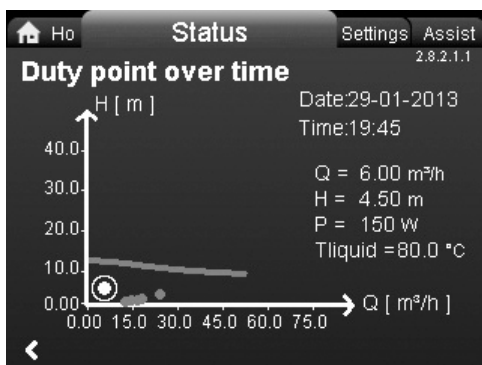 Ho Status Settings Assist
2.8.2.1.1
Duty point over time
H [ m ]
Date:29-01-2013
Time:19:45
Q = 6.00 m³/h
H = 4.50 m
P = 150 W
Tliquid =80.0 °C
40.0
30.0
20.0
10.0
0.00
Q [ m³/h ]
0.00 15.0 30.0 45.0 60.0 75.0